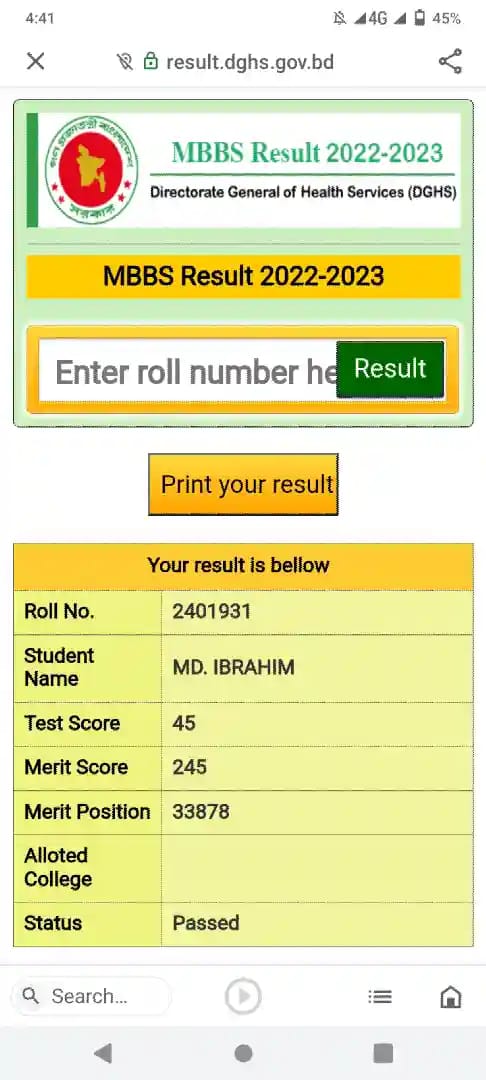 4:41
4G
45%
result.dghs.gov.bd
MBBS Result 2022-2023
Directorate General of Health Services (DGHS)
MBBS Result 2022-2023
Enter roll number he
Result
Print your result
Your result is bellow
Roll No. 2401931
Student
Name
MD. IBRAHIM
Test Score 45
Merit Score 245
Merit Position 33878
Alloted
College
Status Passed
Search...